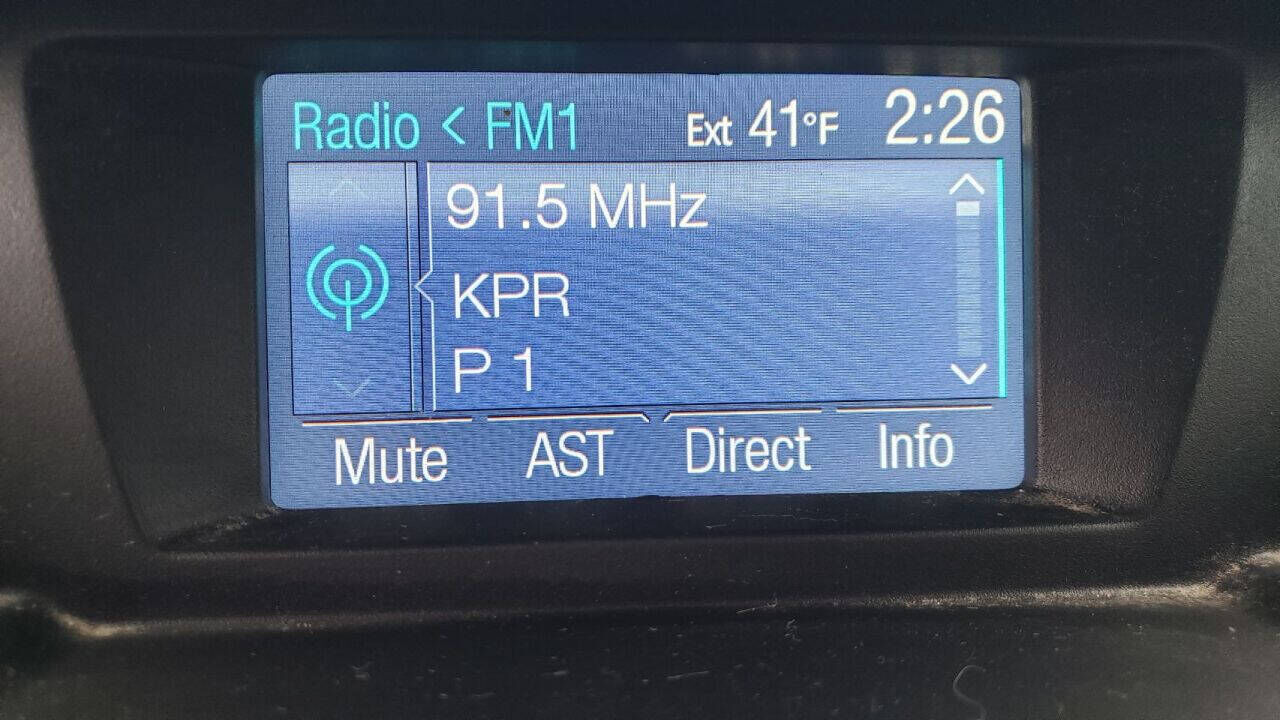 Radio < FM1 Ext 41°F 2:26
91.5 MHz
KPR
P 1
Mute AST Direct Info